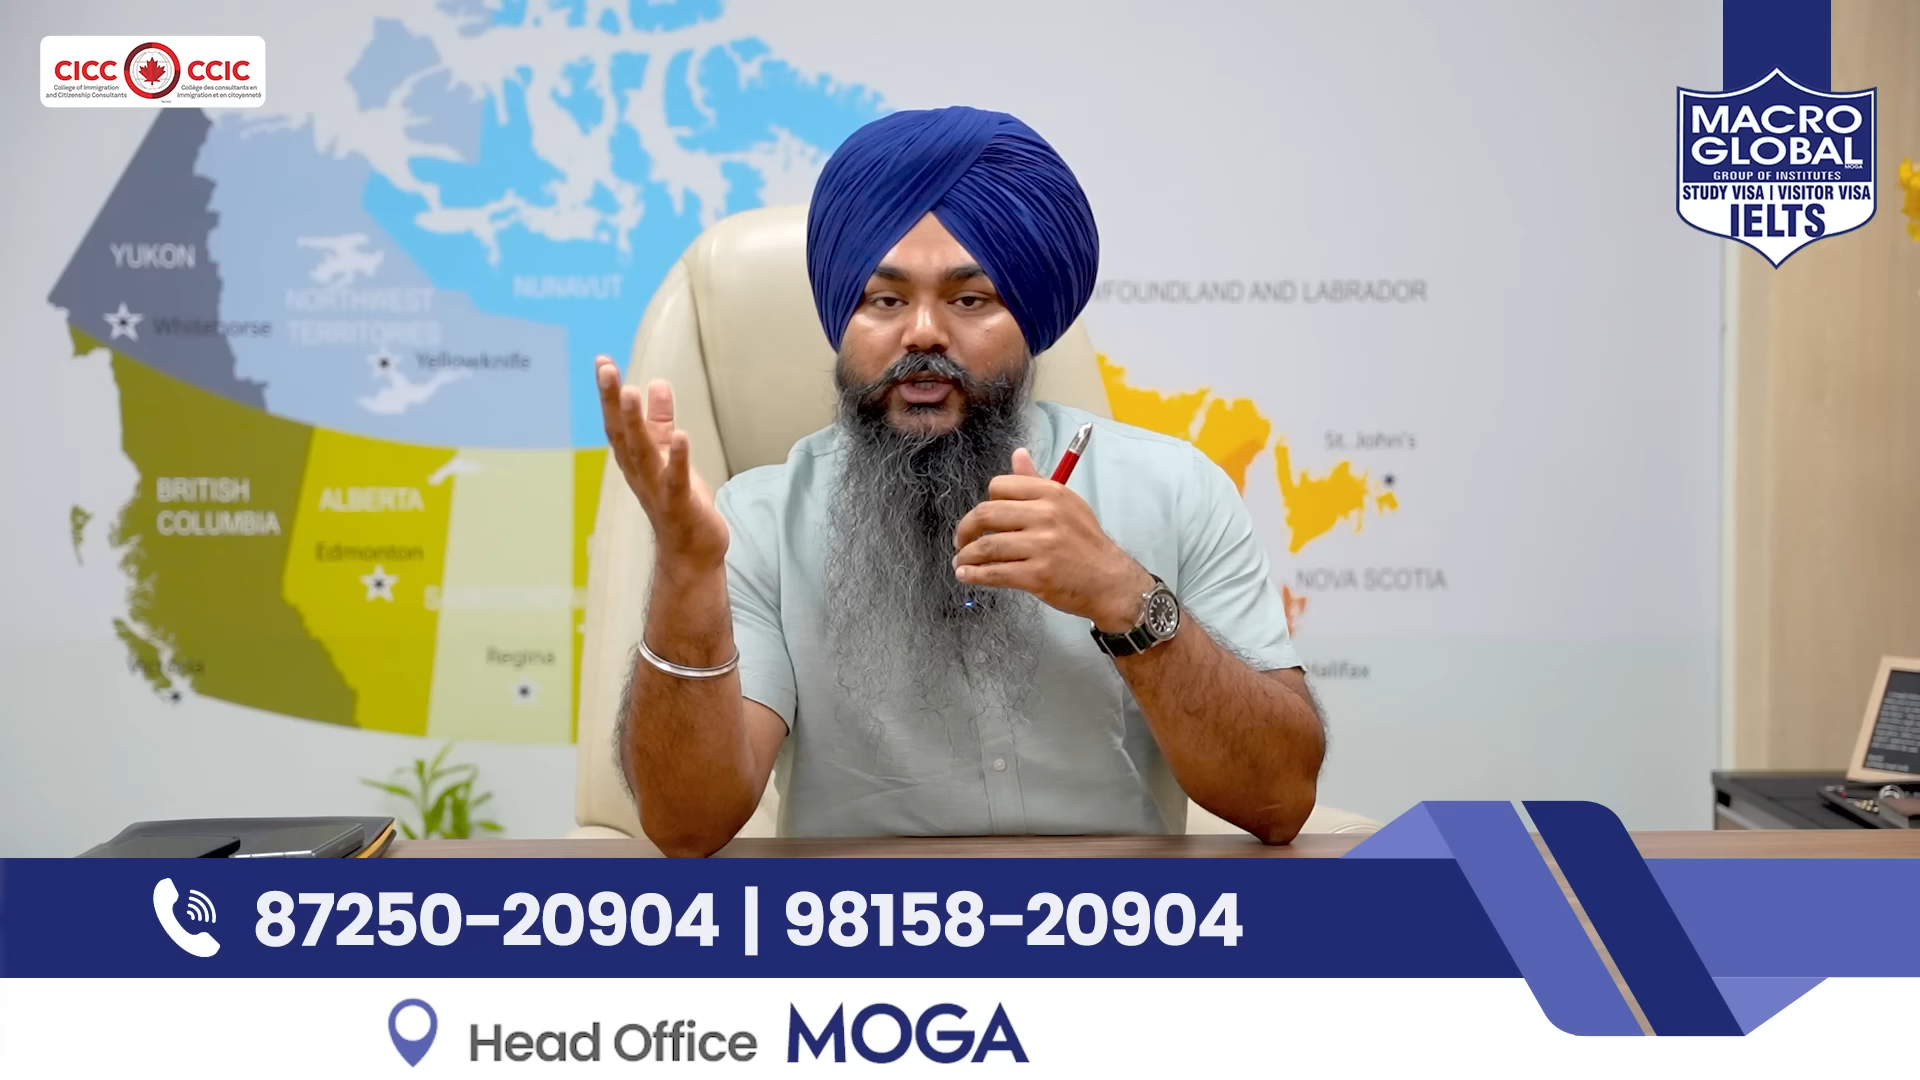 CICC CCIC
College of Immigration
and Citizenship Consultants
Collège des consultants en
immigration et en citoyenneté
MACRO
GLOBAL
MOGA
GROUP OF INSTITUTES
STUDY VISA | VISITOR VISA
IELTS
YUKON
Whitehorse
NORTHWEST
TERRITORIES
Yellowknife
NUNAVUT
FOUNDLAND AND LABRADOR
St. John's
BRITISH
COLUMBIA
ALBERTA
Edmonton
Regina
Victoria
NOVA SCOTIA
Halifax
87250-20904 | 98158-20904
Head Office MOGA